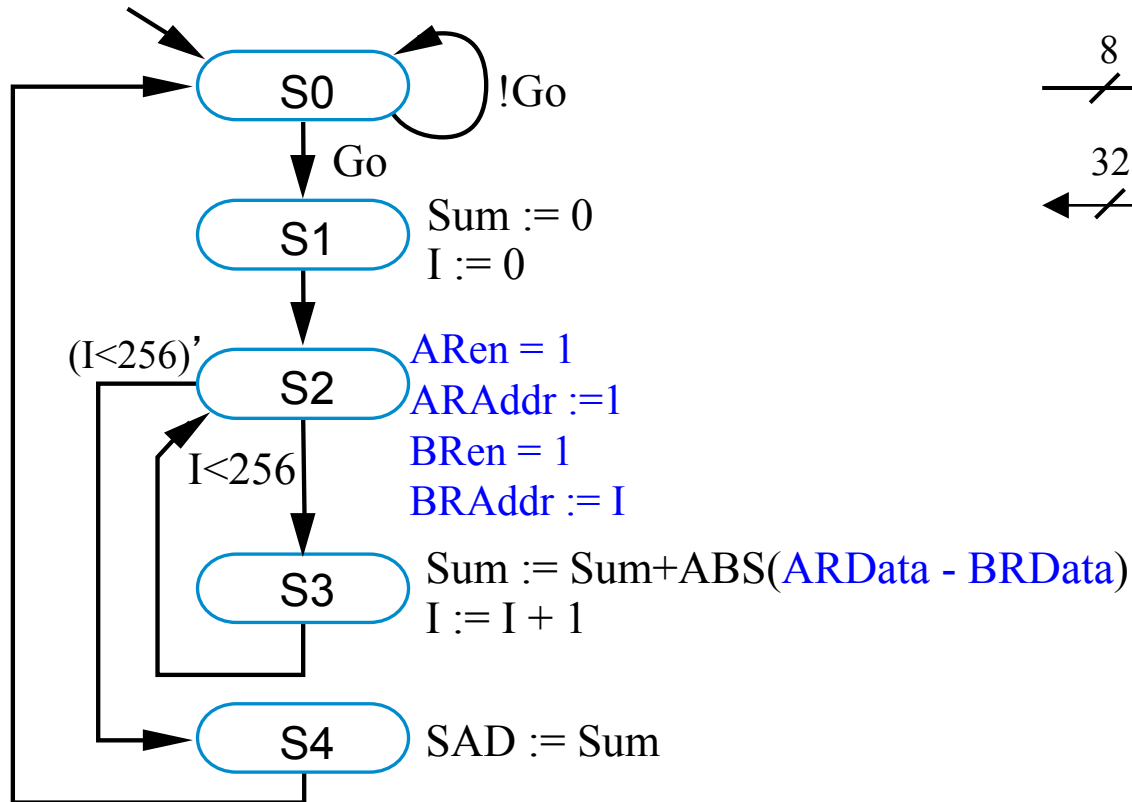 S0
!Go
Go
S1
Sum := 0
I := 0
(I<256)’
S2
ARen = 1
ARAddr :=1
BRen = 1
BRAddr := I
I<256
S3
Sum := Sum+ABS(ARData - BRData)
I := I + 1
S4
SAD := Sum
8
32